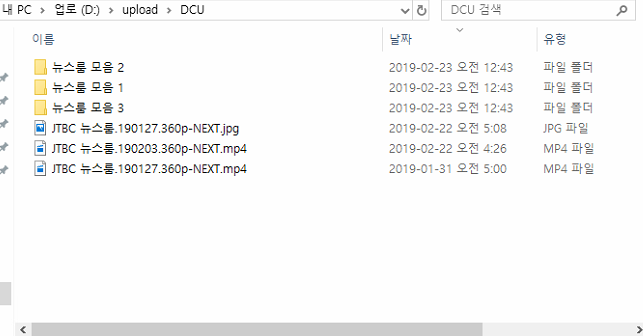 내 PC > 업로 (D:) > upload > DCU DCU 검색
이름 날짜 유형
뉴스룸 모음 2 2019-02-23 오전 12:43 파일 폴더
뉴스룸 모음 1 2019-02-23 오전 12:43 파일 폴더
뉴스룸 모음 3 2019-02-23 오전 12:43 파일 폴더
JTBC 뉴스룸.190127.360p-NEXT.jpg 2019-02-22 오전 5:08 JPG 파일
JTBC 뉴스룸.190203.360p-NEXT.mp4 2019-02-22 오전 4:26 MP4 파일
JTBC 뉴스룸.190127.360p-NEXT.mp4 2019-01-31 오전 5:00 MP4 파일